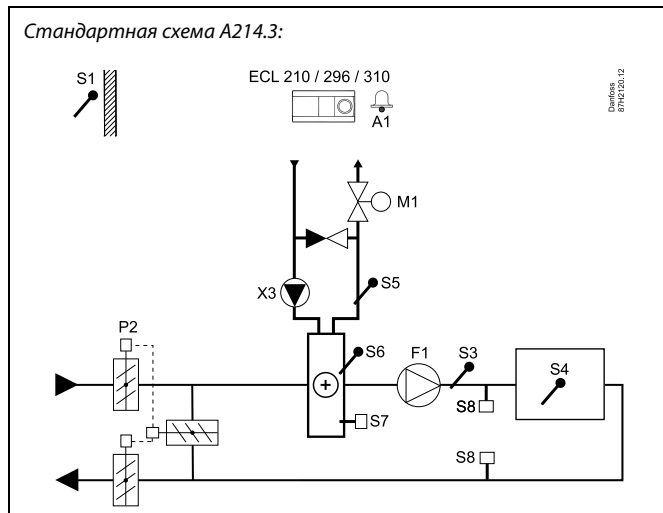 Стандартная схема A214.3:
S1
ECL 210 / 296 / 310
A1
Danfoss
87H2120.12
M1
X3
S5
P2
S6
F1
S3
S4
S8
S7
S8